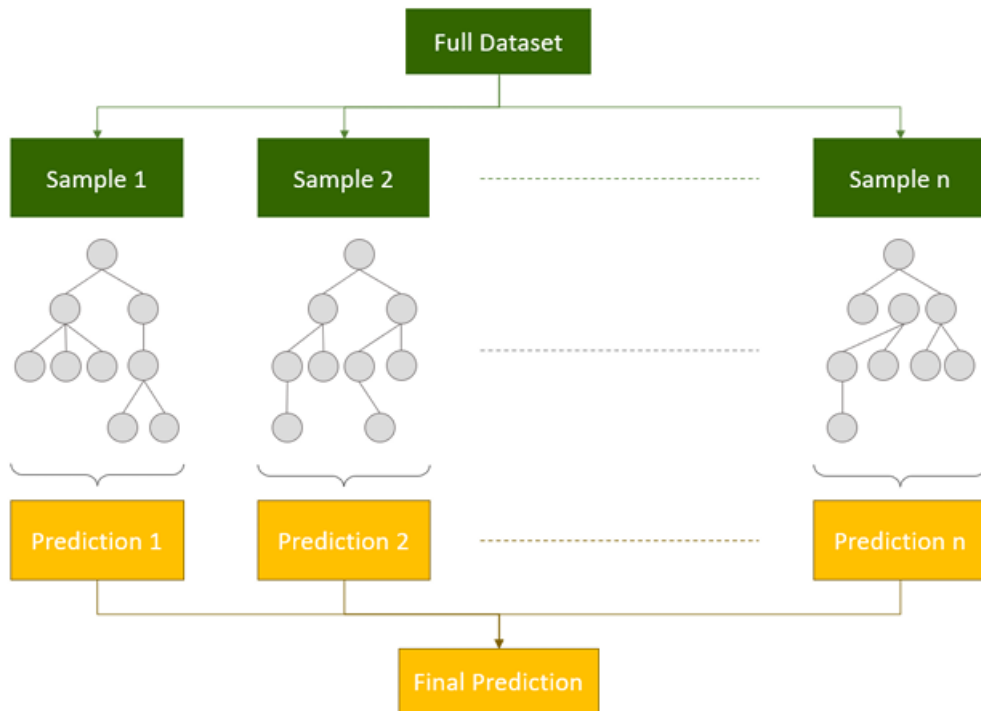 Full Dataset
Sample 1
Sample 2
Sample n
Prediction 1
Prediction 2
Prediction n
Final Prediction